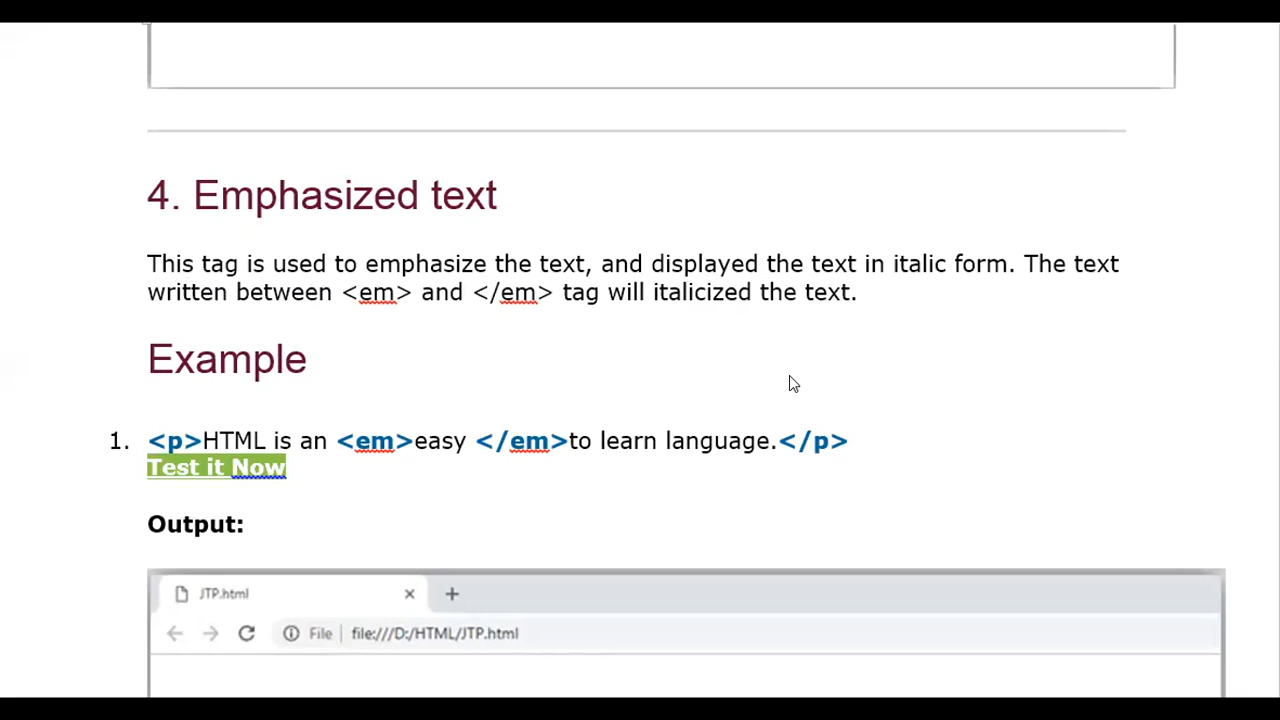 4. Emphasized text
This tag is used to emphasize the text, and displayed the text in italic form. The text
written between <em> and </em> tag will italicized the text.
Example
1. <p>HTML is an <em>easy </em>to learn language.</p>
Test it Now
Output:
JTP.html
File file:///D:/HTML/JTP.html